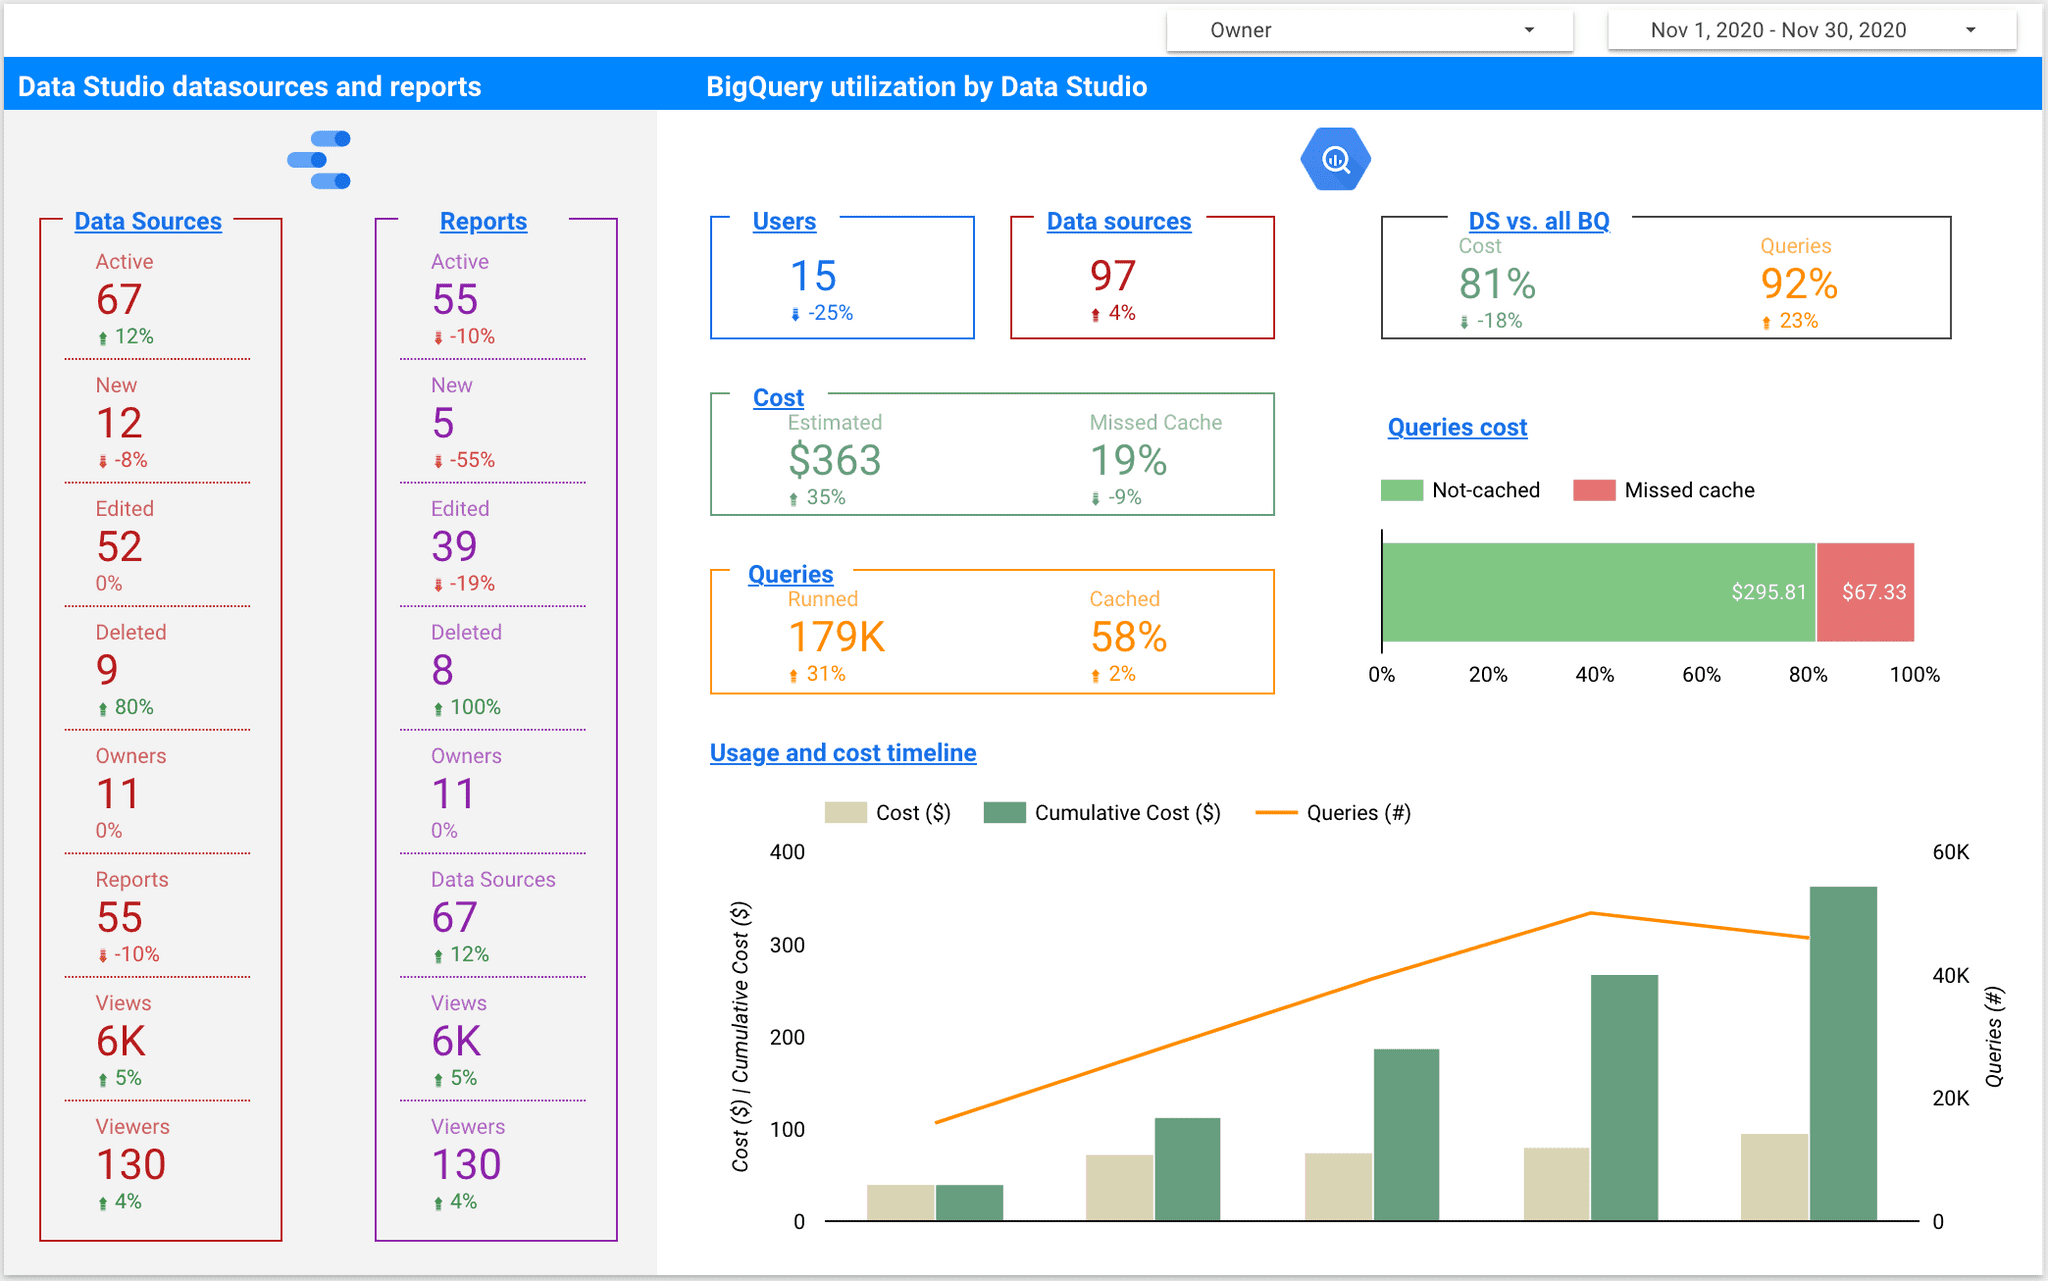 Owner
Nov 1, 2020 - Nov 30, 2020
Data Studio datasources and reports
BigQuery utilization by Data Studio
Data Sources
Active
67
12%
New
12
-8%
Edited
52
0%
Deleted
9
80%
Owners
11
0%
Reports
55
-10%
Views
6K
5%
Viewers
130
4%
Reports
Active
55
-10%
New
5
-55%
Edited
39
-19%
Deleted
8
100%
Owners
11
0%
Data Sources
67
12%
Views
6K
5%
Viewers
130
4%
Users
15
-25%
Data sources
97
4%
DS vs. all BQ
Cost
81%
-18%
Queries
92%
23%
Cost
Estimated
$363
35%
Missed Cache
19%
-9%
Queries
Runned
179K
31%
Cached
58%
2%
Queries cost
Not-cached
Missed cache
$295.81
$67.33
0% 20% 40% 60% 80% 100%
Usage and cost timeline
Cost ($)
Cumulative Cost ($)
Queries (#)
Cost ($) | Cumulative Cost ($)
400
300
200
100
0
60K
40K
20K
0
Queries (#)